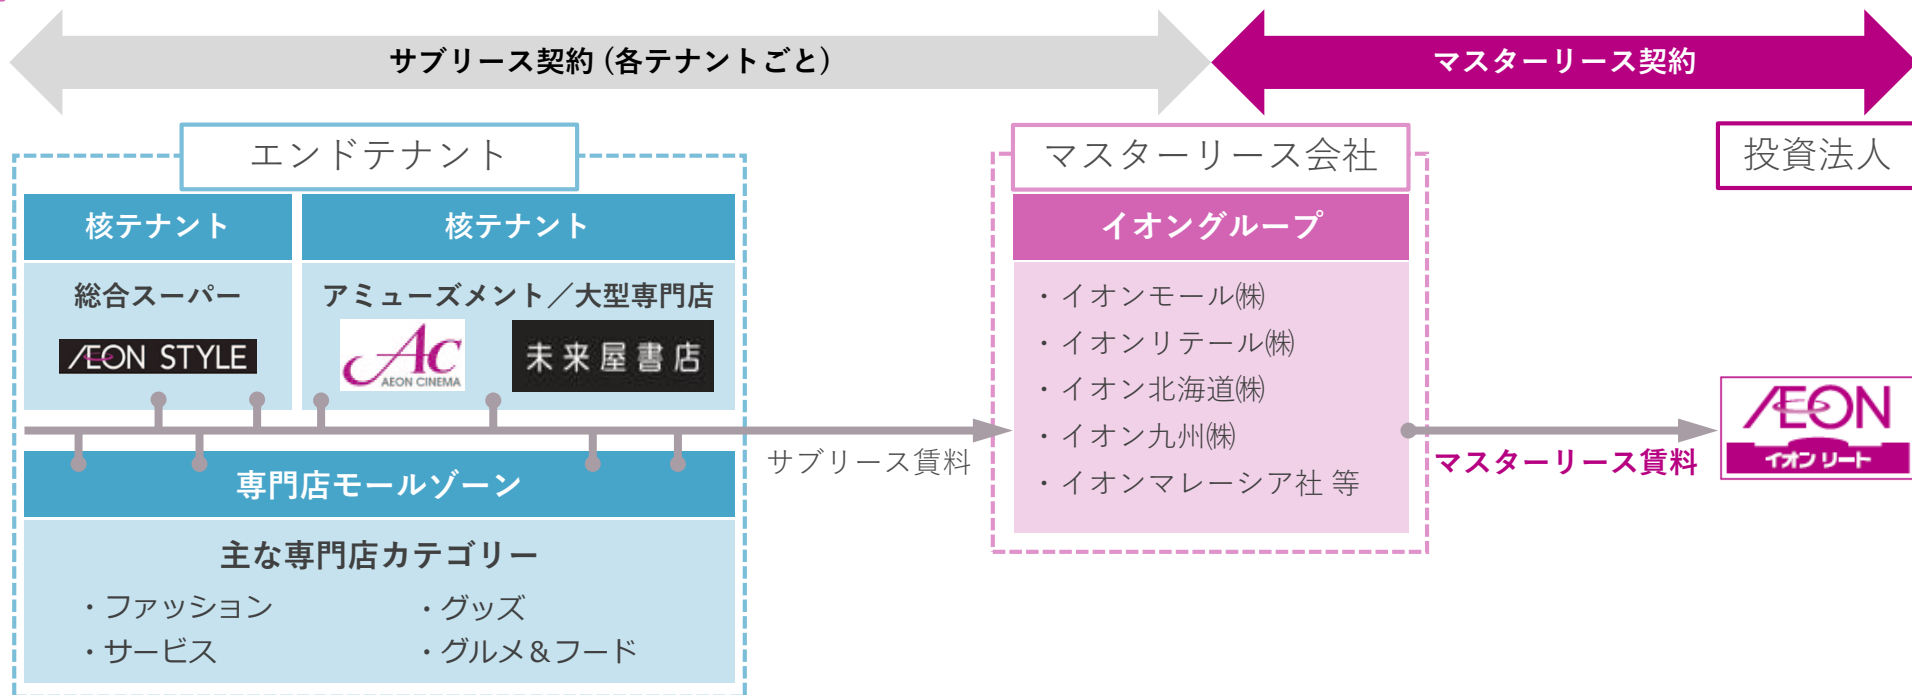 サブリース契約 (各テナントごと)
マスターリース契約
エンドテナント
核テナント
総合スーパー
ÆON STYLE
核テナント
アミューズメント／大型専門店
AC
AEON CINEMA
未来屋書店
専門店モールゾーン
主な専門店カテゴリー
・ファッション
・グッズ
・サービス
・グルメ＆フード
サブリース賃料
マスターリース会社
イオングループ
・イオンモール㈱
・イオンリテール㈱
・イオン北海道㈱
・イオン九州㈱
・イオンマレーシア社 等
マスターリース賃料
投資法人
ÆON
イオン リート